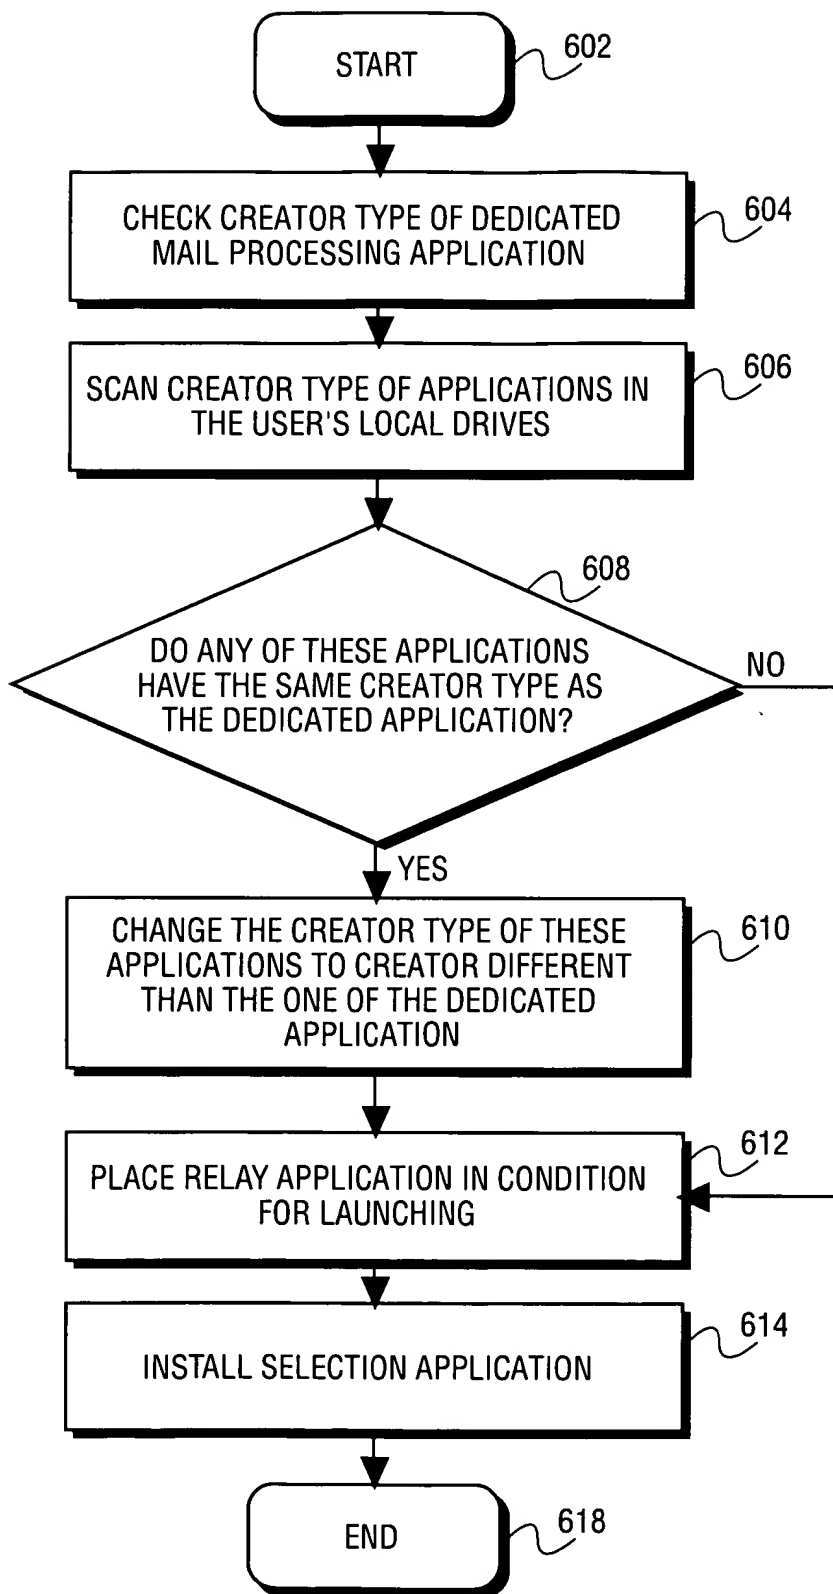 START
602
CHECK CREATOR TYPE OF DEDICATED
MAIL PROCESSING APPLICATION
604
SCAN CREATOR TYPE OF APPLICATIONS IN
THE USER'S LOCAL DRIVES
606
608
DO ANY OF THESE APPLICATIONS
HAVE THE SAME CREATOR TYPE AS
THE DEDICATED APPLICATION?
NO
YES
CHANGE THE CREATOR TYPE OF THESE
APPLICATIONS TO CREATOR DIFFERENT
THAN THE ONE OF THE DEDICATED
APPLICATION
610
PLACE RELAY APPLICATION IN CONDITION
FOR LAUNCHING
612
INSTALL SELECTION APPLICATION
614
END
618